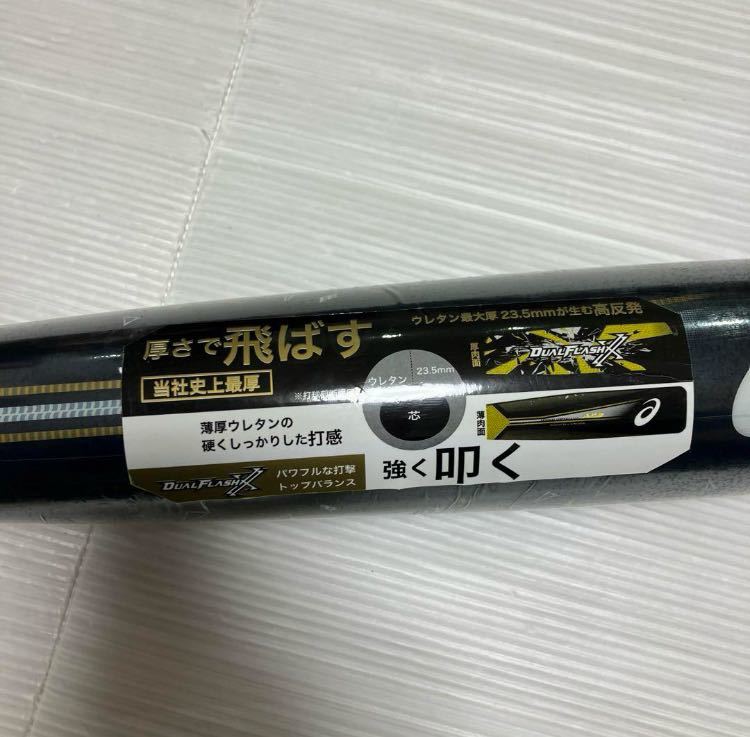 厚さで飛ばす
当社史上最厚
ウレタン最大厚 23.5mmが生む高反発
厚肉面
DUALFLASHX
ウレタン
23.5mm
芯
薄厚ウレタンの
硬くしっかりした打感
薄肉面
DUALFLASHX
パワフルな打撃
トップバランス
強く叩く